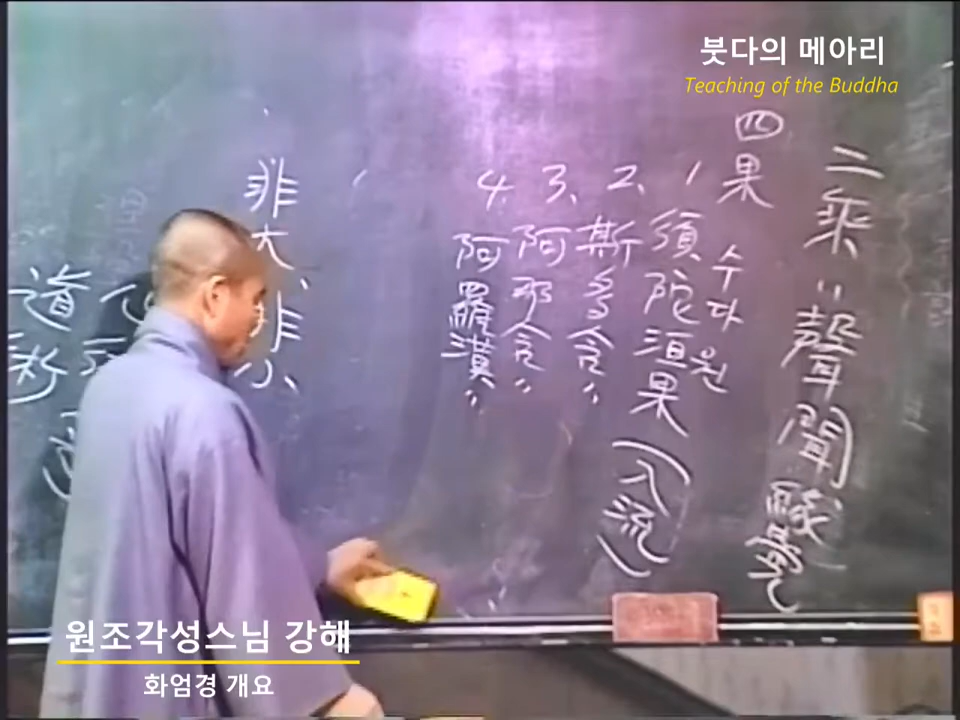 붓다의 메아리
Teaching of the Buddha
二乘〃聲聞、緣覺
四果
1 須陀洹果(入流)
수다원
2、斯多含〃
3、阿那含〃
4、阿羅漢〃
非大、非小、
道
원조각성스님 강해
화엄경 개요